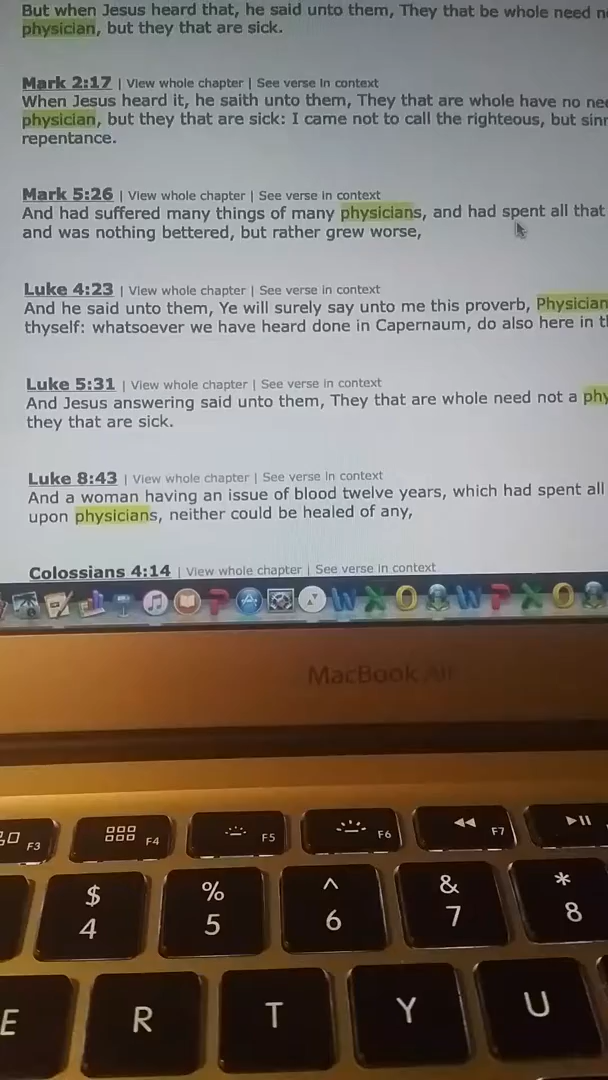 But when Jesus heard that, he said unto them, They that be whole need
physician, but they that are sick.
Mark 2:17 | View whole chapter | See verse in context
When Jesus heard it, he saith unto them, They that are whole have no
physician, but they that are sick: I came not to call the righteous, but
repentance.
Mark 5:26 | View whole chapter | See verse in context
And had suffered many things of many physicians, and had spent all that
and was nothing bettered, but rather grew worse,
Luke 4:23 | View whole chapter | See verse in context
And he said unto them, Ye will surely say unto me this proverb, Physician
thyself: whatsoever we have heard done in Capernaum, do also here in
Luke 5:31 | View whole chapter | See verse in context
And Jesus answering said unto them, They that are whole need not a
they that are sick.
Luke 8:43 | View whole chapter | See verse in context
And a woman having an issue of blood twelve years, which had spent all
upon physicians, neither could be healed of any,
Colossians 4:14 | View whole chapter | See verse in context
MacBook Air
F3 F4 F5 F6 F7
$ % ^ & *
4 5 6 7 8
E R T Y U